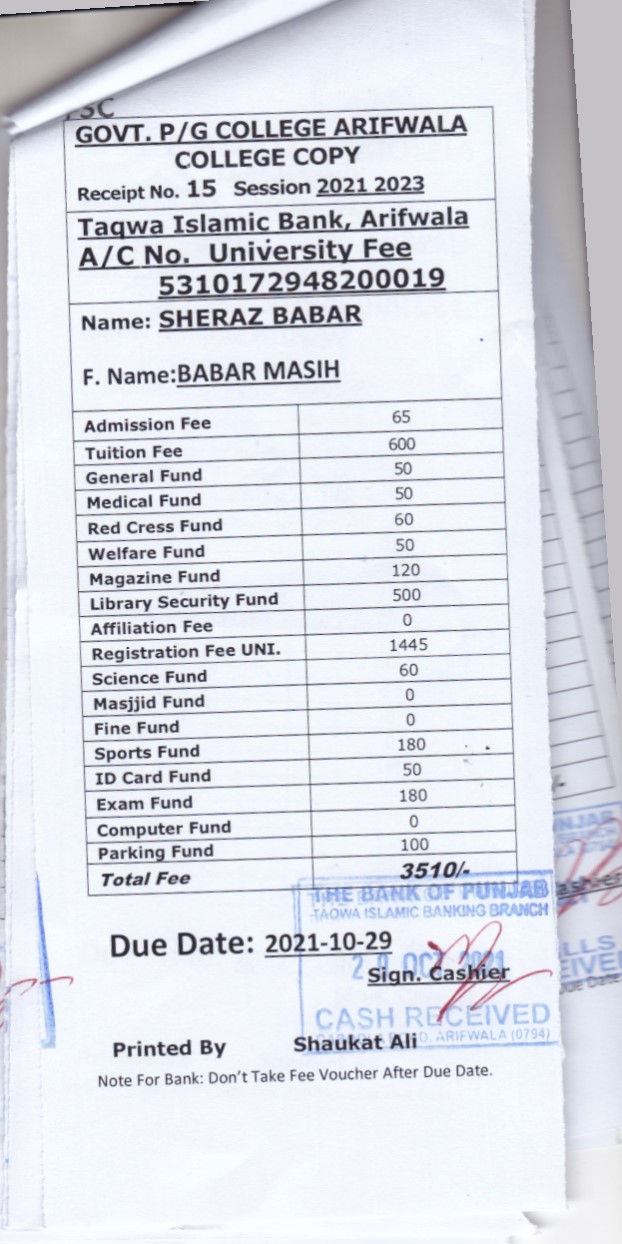 GOVT. P/G COLLEGE ARIFWALA
COLLEGE COPY
Receipt No. 15 Session 2021 2023
Taqwa Islamic Bank, Arifwala
A/C No. University Fee
5310172948200019
Name: SHERAZ BABAR
F. Name:BABAR MASIH
Admission Fee 65
Tuition Fee 600
General Fund 50
Medical Fund 50
Red Cress Fund 60
Welfare Fund 50
Magazine Fund 120
Library Security Fund 500
Affiliation Fee 0
Registration Fee UNI. 1445
Science Fund 60
Masjjid Fund 0
Fine Fund 0
Sports Fund 180
ID Card Fund 50
Exam Fund 180
Computer Fund 0
Parking Fund 100
Total Fee 3510/-
THE BANK OF PUNJAB
TAQWA ISLAMIC BANKING BRANCH
Due Date: 2021-10-29
OCT 2021
Sign. Cashier
CASH RECEIVED
ARIFWALA (0794)
Printed By Shaukat Ali
Note For Bank: Don't Take Fee Voucher After Due Date.